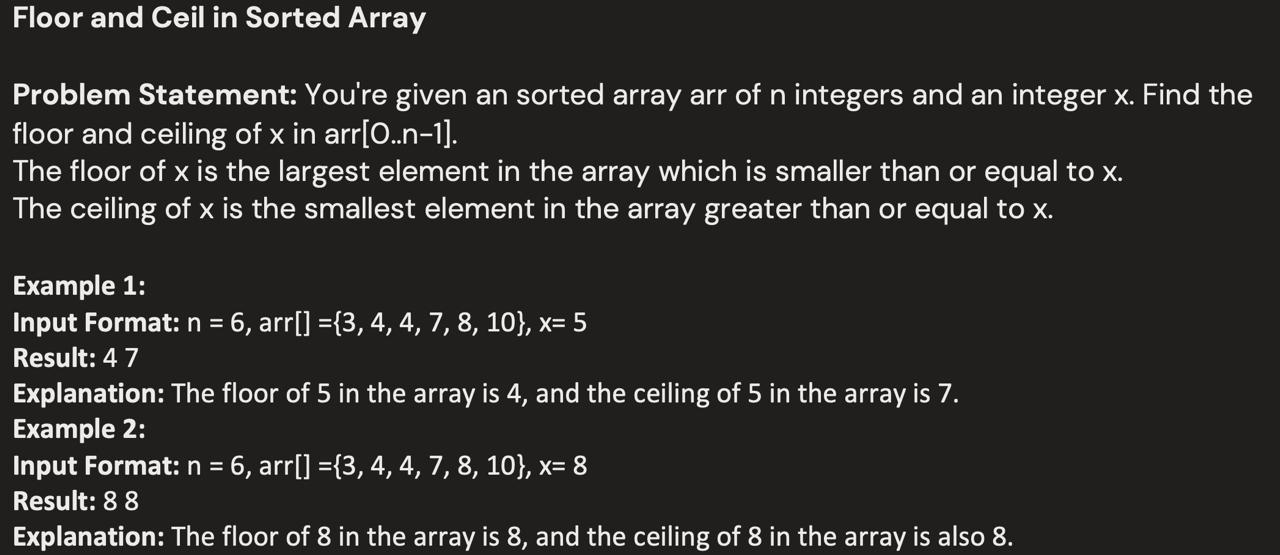 Floor and Ceil in Sorted Array
Problem Statement: You're given an sorted array arr of n integers and an integer x. Find the
floor and ceiling of x in arr[0..n-1].
The floor of x is the largest element in the array which is smaller than or equal to x.
The ceiling of x is the smallest element in the array greater than or equal to x.
Example 1:
Input Format: n = 6, arr[] ={3, 4, 4, 7, 8, 10}, x= 5
Result: 4 7
Explanation: The floor of 5 in the array is 4, and the ceiling of 5 in the array is 7.
Example 2:
Input Format: n = 6, arr[] ={3, 4, 4, 7, 8, 10}, x= 8
Result: 8 8
Explanation: The floor of 8 in the array is 8, and the ceiling of 8 in the array is also 8.